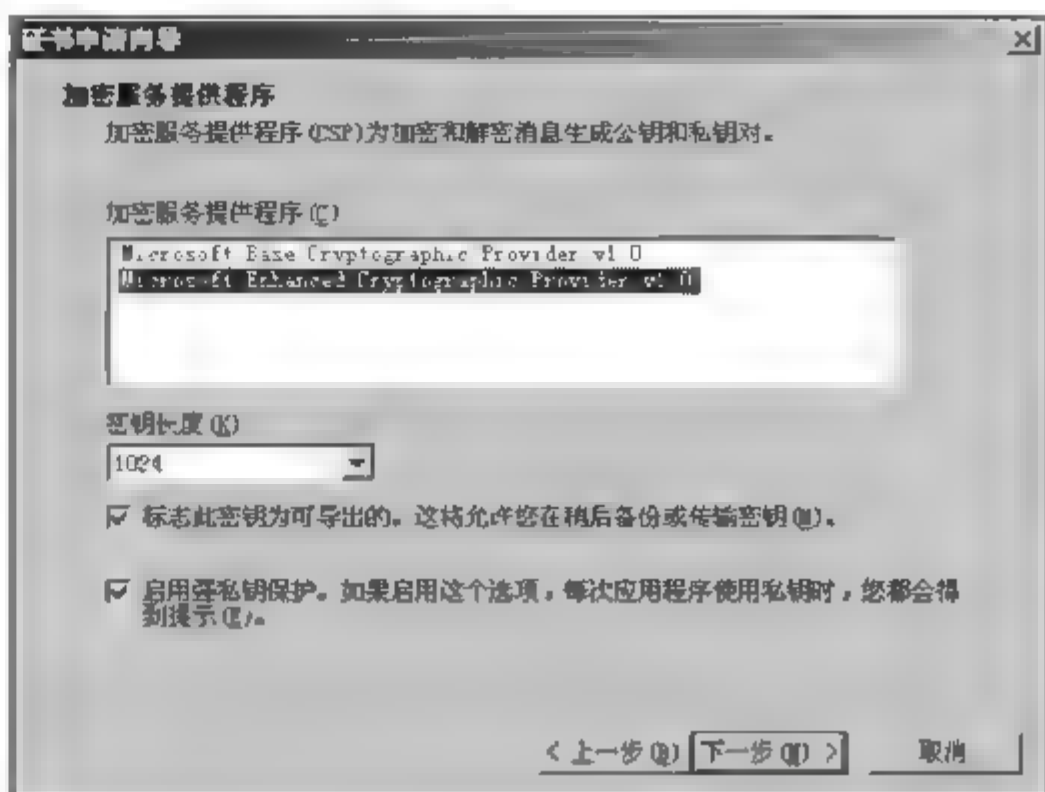 证书申请向导
加密服务提供程序
加密服务提供程序(CSP)为加密和解密消息生成公钥和私钥对。
加密服务提供程序(C)
Microsoft Base Cryptographic Provider v1.0
Microsoft Enhanced Cryptographic Provider v1.0
密钥长度(K)
1024
标志此密钥为可导出的。这将允许您在稍后备份或传输密钥(M)。
启用强私钥保护。如果启用这个选项，每次应用程序使用私钥时，您都会得
到提示(E)。
< 上一步(B) 下一步(N) > 取消